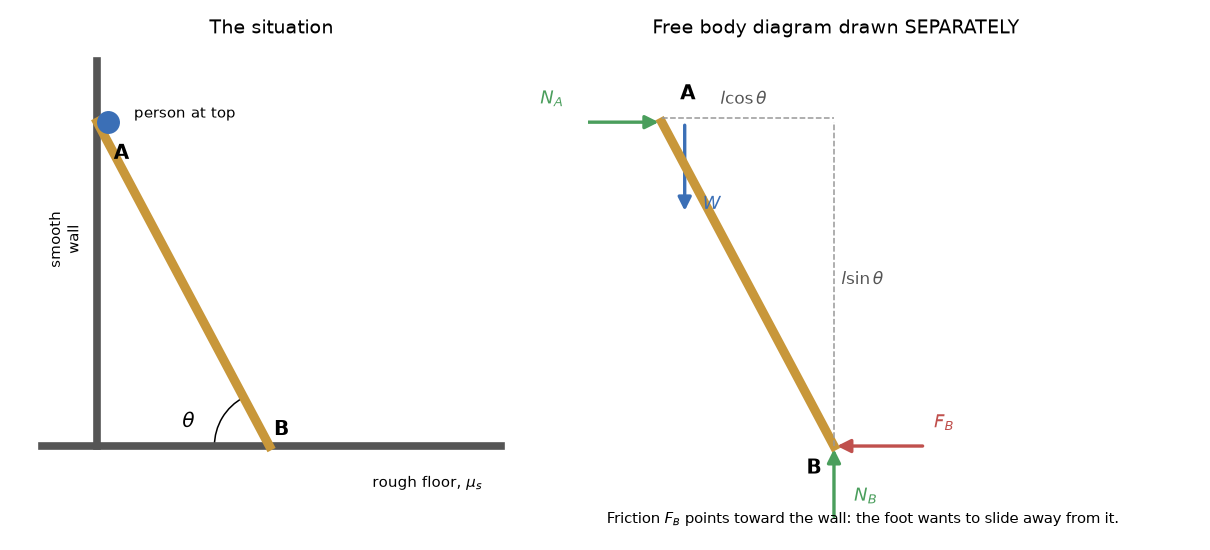 The situation
person at top
A
smooth
wall
θ
B
rough floor, μₛ
Free body diagram drawn SEPARATELY
N_A
A
l cos θ
W
l sin θ
F_B
B
N_B
Friction F_B points toward the wall: the foot wants to slide away from it.